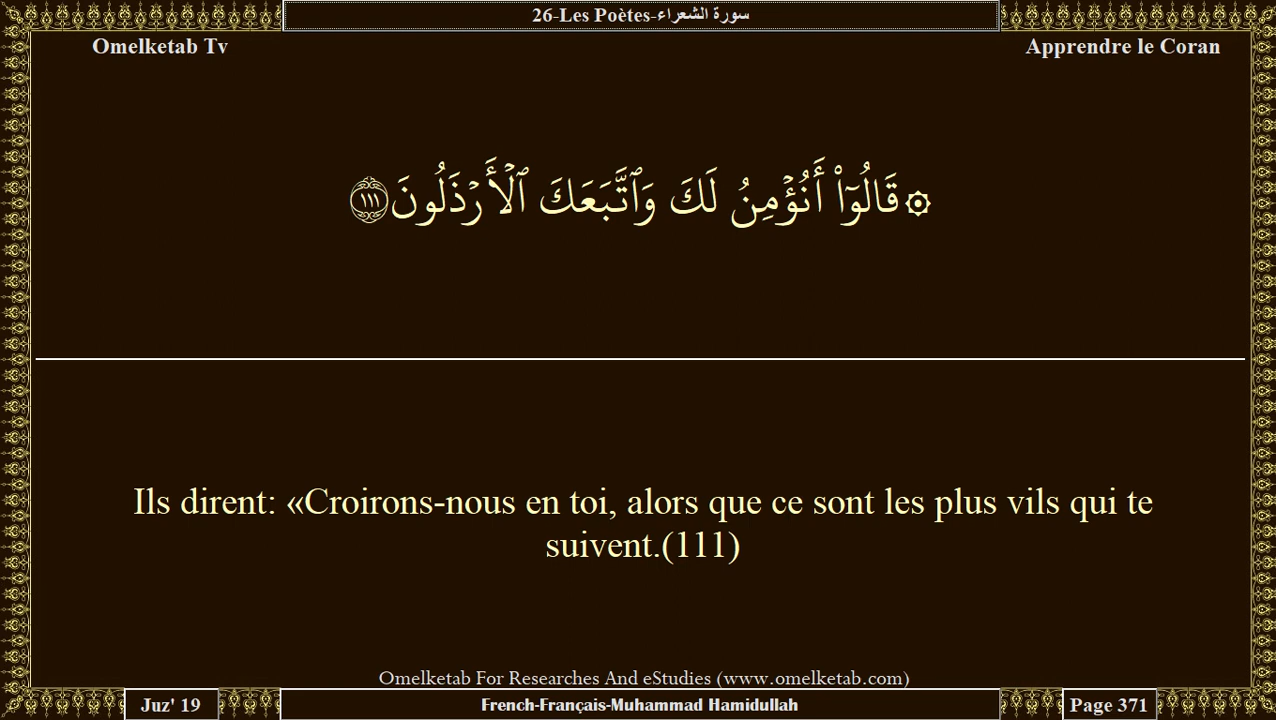 26-Les Poètes-سورة الشعراء
Omelketab Tv
Apprendre le Coran
۞ قَالُوٓا۟ أَنُؤْمِنُ لَكَ وَٱتَّبَعَكَ ٱلْأَرْذَلُونَ ١١١
Ils dirent: «Croirons-nous en toi, alors que ce sont les plus vils qui te
suivent.(111)
Omelketab For Researches And eStudies (www.omelketab.com)
Juz' 19
French-Français-Muhammad Hamidullah
Page 371